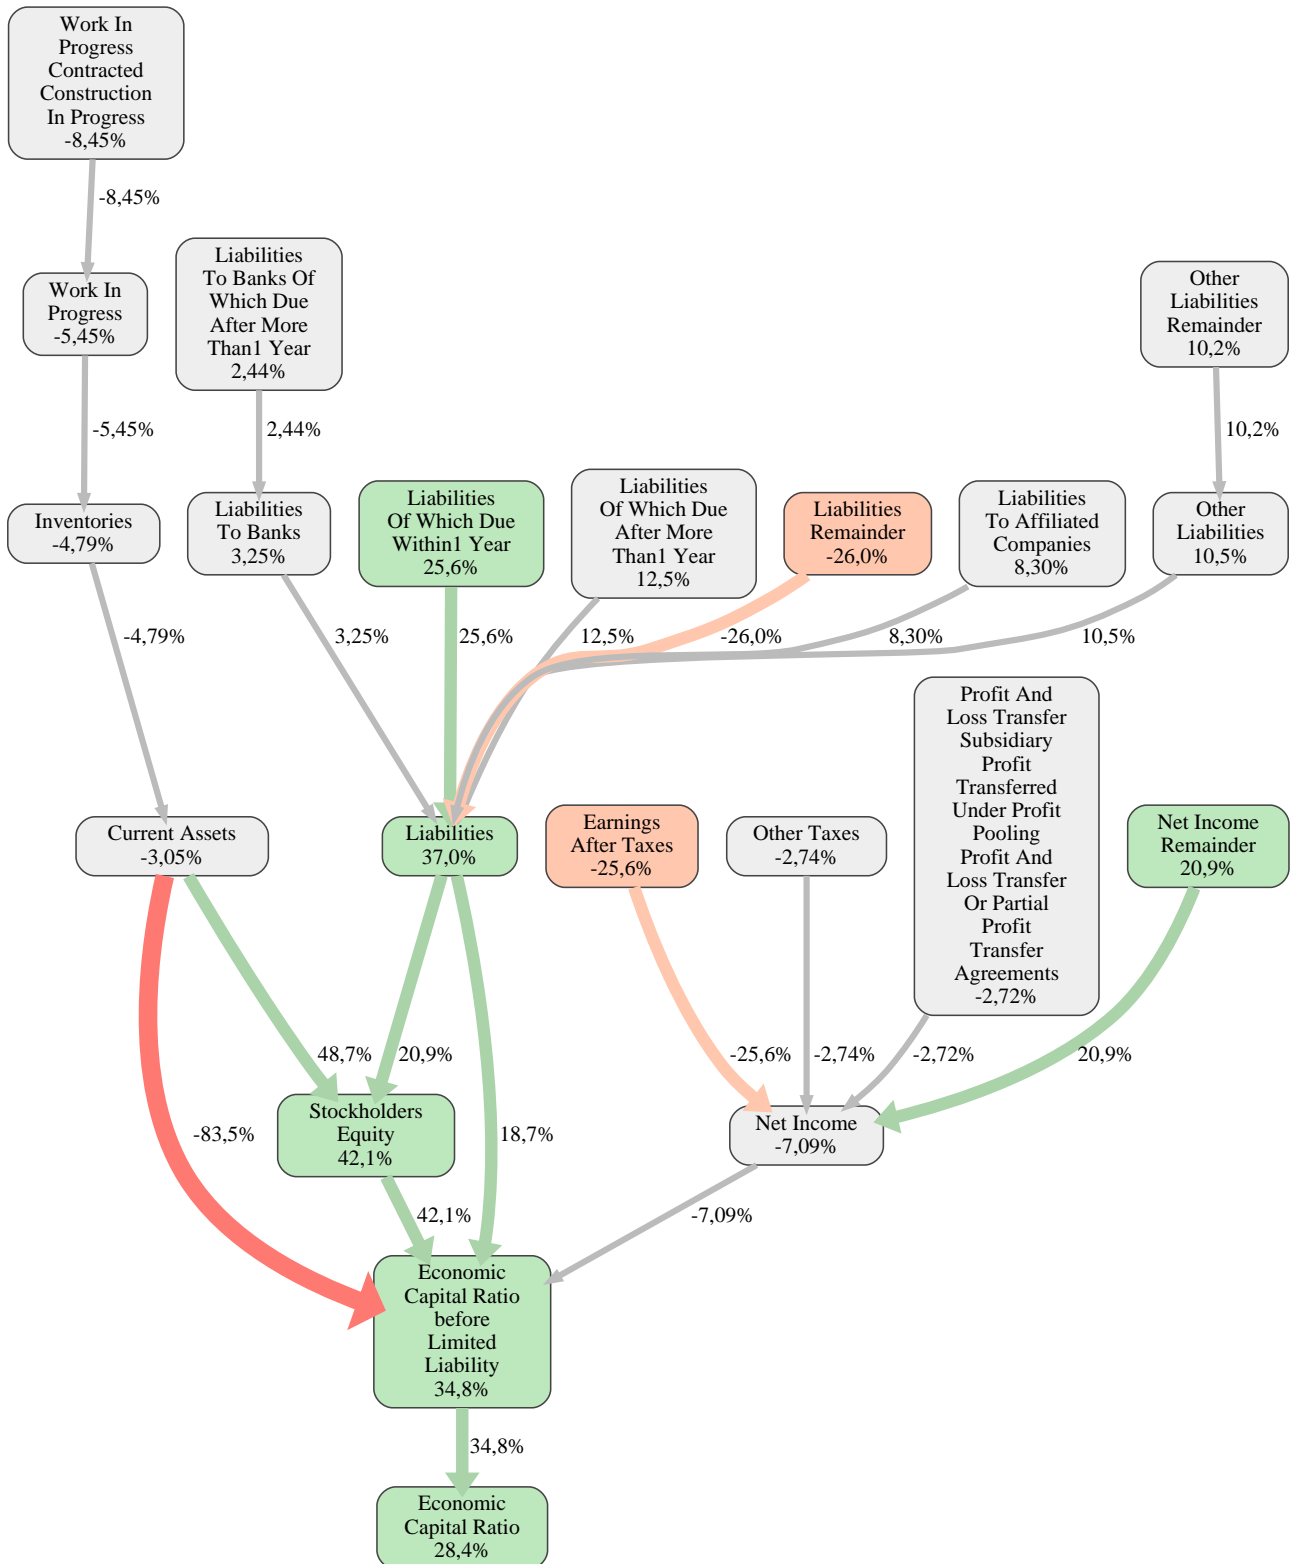 Work In
Progress
Contracted
Construction
In Progress
-8,45%
-8,45%
Work In
Progress
-5,45%
Liabilities
To Banks Of
Which Due
After More
Than1 Year
2,44%
Other
Liabilities
Remainder
10,2%
-5,45%
2,44%
10,2%
Inventories
-4,79%
Liabilities
To Banks
3,25%
Liabilities
Of Which Due
Within1 Year
25,6%
Liabilities
Of Which Due
After More
Than1 Year
12,5%
Liabilities
Remainder
-26,0%
Liabilities
To Affiliated
Companies
8,30%
Other
Liabilities
10,5%
-4,79%
3,25%
25,6%
12,5%
-26,0%
8,30%
10,5%
Current Assets
-3,05%
Liabilities
37,0%
Earnings
After Taxes
-25,6%
Other Taxes
-2,74%
Profit And
Loss Transfer
Subsidiary
Profit
Transferred
Under Profit
Pooling
Profit And
Loss Transfer
Or Partial
Profit
Transfer
Agreements
-2,72%
Net Income
Remainder
20,9%
48,7%
20,9%
-25,6%
-2,74%
-2,72%
20,9%
Stockholders
Equity
42,1%
-83,5%
18,7%
Net Income
-7,09%
42,1%
-7,09%
Economic
Capital Ratio
before
Limited
Liability
34,8%
34,8%
Economic
Capital Ratio
28,4%